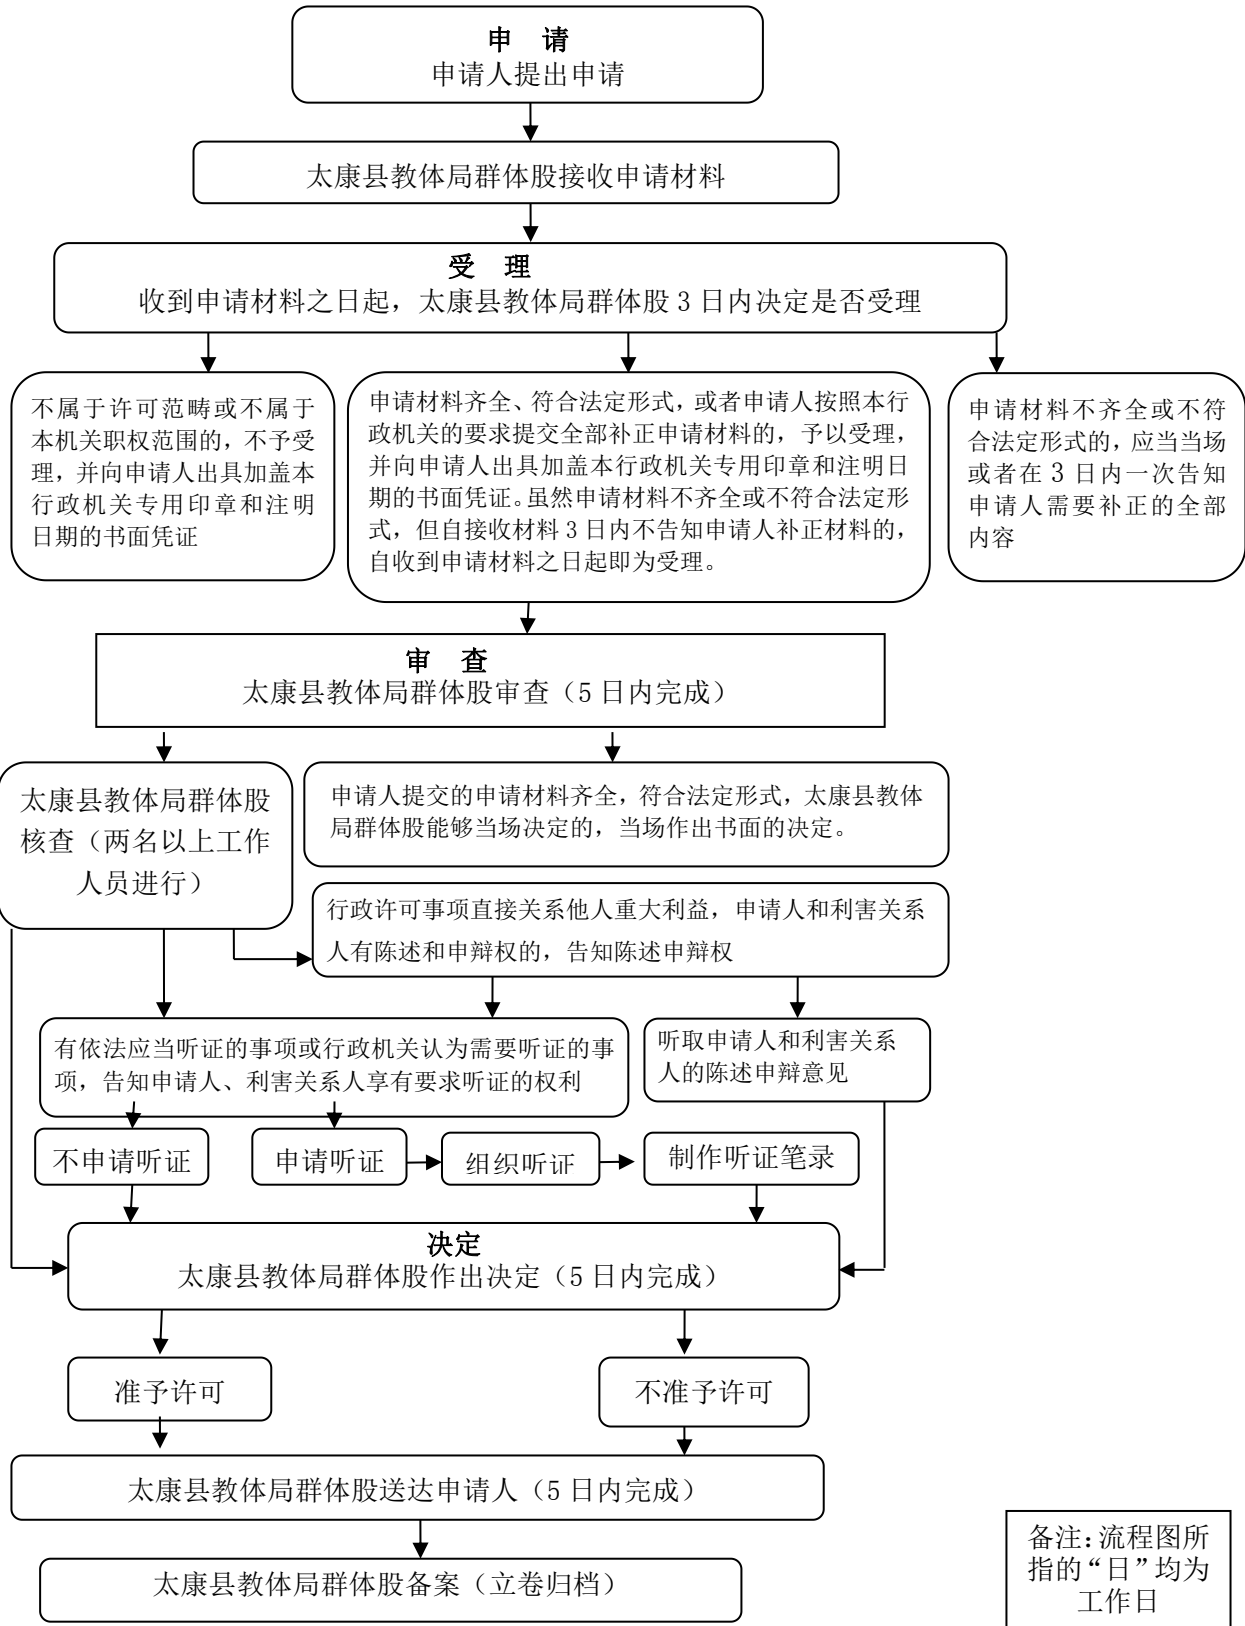 申 请
申请人提出申请
太康县教体局群体股接收申请材料
受 理
收到申请材料之日起，太康县教体局群体股 3 日内决定是否受理
不属于许可范畴或不属于
本机关职权范围的，不予受
理，并向申请人出具加盖本
行政机关专用印章和注明
日期的书面凭证
申请材料齐全、符合法定形式，或者申请人按照本行
政机关的要求提交全部补正申请材料的，予以受理，
并向申请人出具加盖本行政机关专用印章和注明日
期的书面凭证。虽然申请材料不齐全或不符合法定形
式，但自接收材料 3 日内不告知申请人补正材料的，
自收到申请材料之日起即为受理。
申请材料不齐全或不符
合法定形式的，应当当场
或者在 3 日内一次告知
申请人需要补正的全部
内容
审 查
太康县教体局群体股审查（5 日内完成）
太康县教体局群体股
核查（两名以上工作
人员进行）
申请人提交的申请材料齐全，符合法定形式，太康县教体
局群体股能够当场决定的，当场作出书面的决定。
行政许可事项直接关系他人重大利益，申请人和利害关系
人有陈述和申辩权的，告知陈述申辩权
有依法应当听证的事项或行政机关认为需要听证的事
项，告知申请人、利害关系人享有要求听证的权利
听取申请人和利害关系
人的陈述申辩意见
不申请听证
申请听证
组织听证
制作听证笔录
决定
太康县教体局群体股作出决定（5 日内完成）
准予许可
不准予许可
太康县教体局群体股送达申请人（5 日内完成）
太康县教体局群体股备案（立卷归档）
备注：流程图所
指的“日”均为
工作日